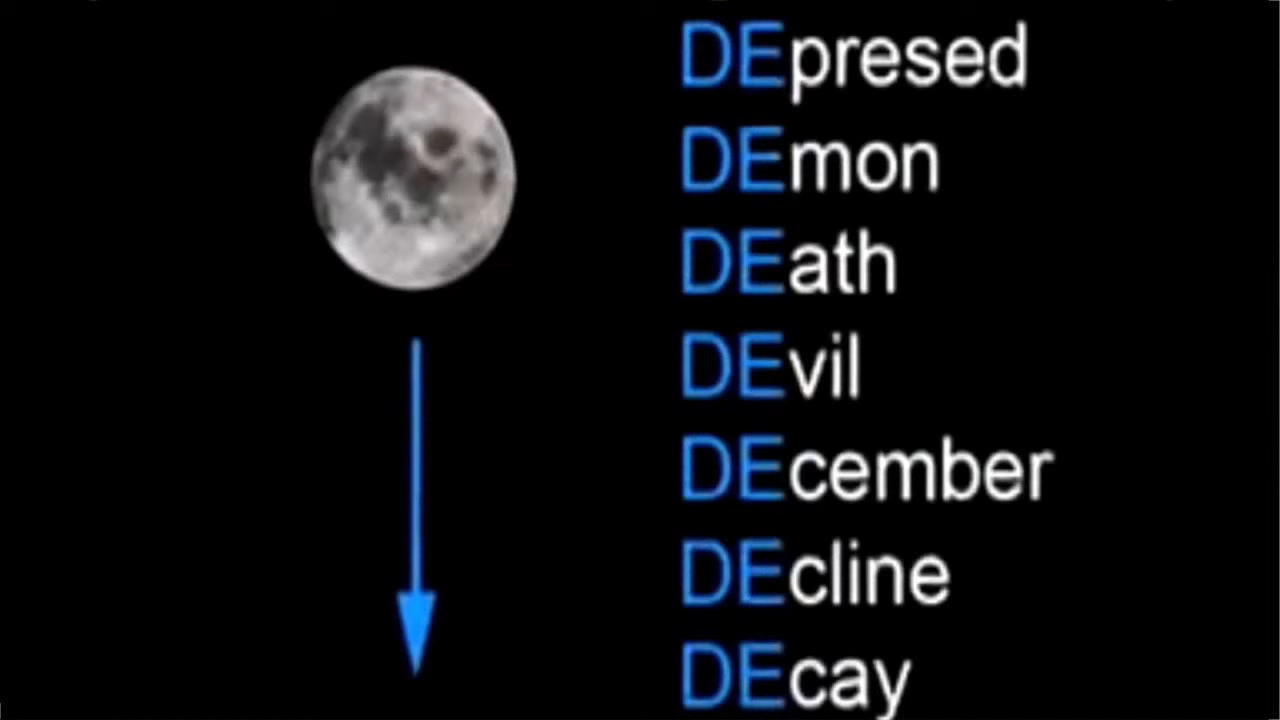 DEpresed
DEmon
DEath
DEvil
DEcember
DEcline
DEcay